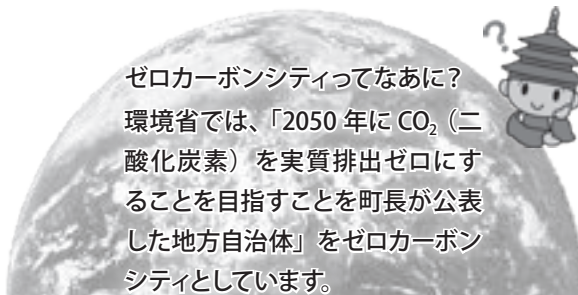 ゼロカーボンシティってなあに?
環境省では、「2050 年に CO₂(二
酸化炭素)を実質排出ゼロにす
ることを目指すことを町長が公表
した地方自治体」をゼロカーボン
シティとしています。
?